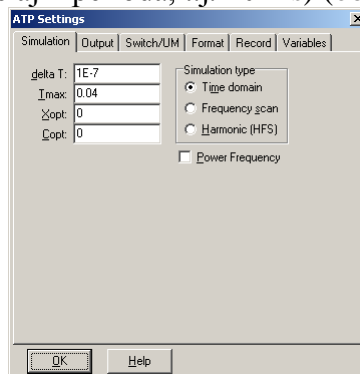 ATP Settings
Simulation Output Switch/UM Format Record Variables
delta T: 1E-7
Tmax: 0.04
Xopt: 0
Copt: 0
Simulation type
Time domain
Frequency scan
Harmonic (HFS)
Power Frequency
OK Help